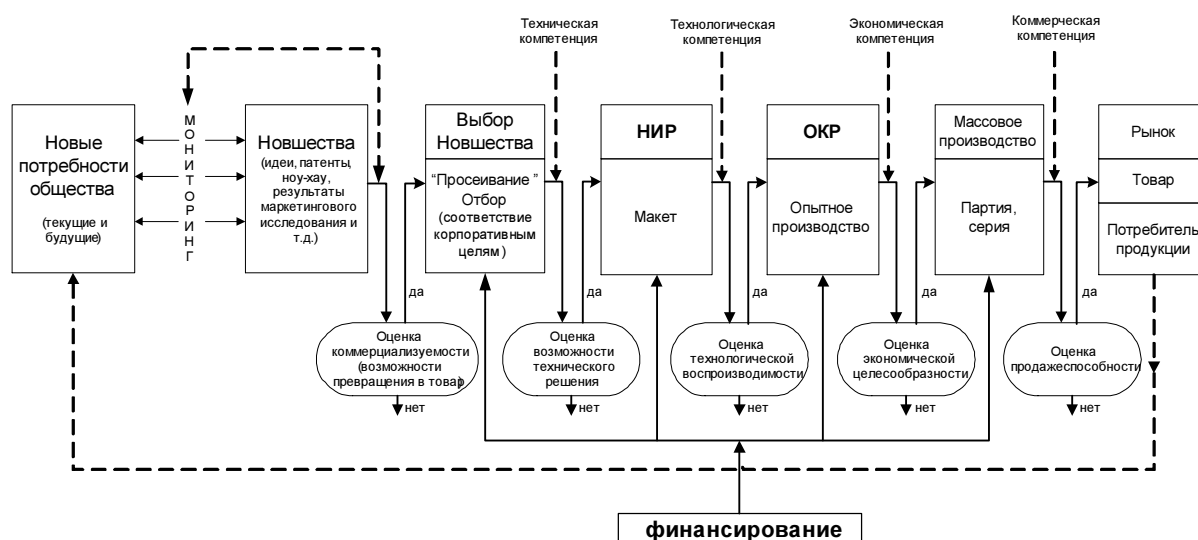 Техническая
компетенция
Технологическая
компетенция
Экономическая
компетенция
Коммерческая
компетенция
Новые
потребности
общества
(текущие и
будущие)
МОНИТОРИНГ
Новшества
(идеи, патенты,
ноу-хау,
результаты
маркетингового
исследования и
т.д.)
Выбор
Новшества
“Просеивание”
Отбор
(соответствие
корпоративным
целям)
НИР
Макет
ОКР
Опытное
производство
Массовое
производство
Партия,
серия
Рынок
Товар
Потребитель
продукции
да
да
да
да
да
Оценка
коммерциализуемости
(возможности
превращения в товар)
Оценка
возможности
технического
решения
Оценка
технологической
воспроизводимости
Оценка
экономической
целесообразности
Оценка
продажеспособности
нет
нет
нет
нет
нет
финансирование